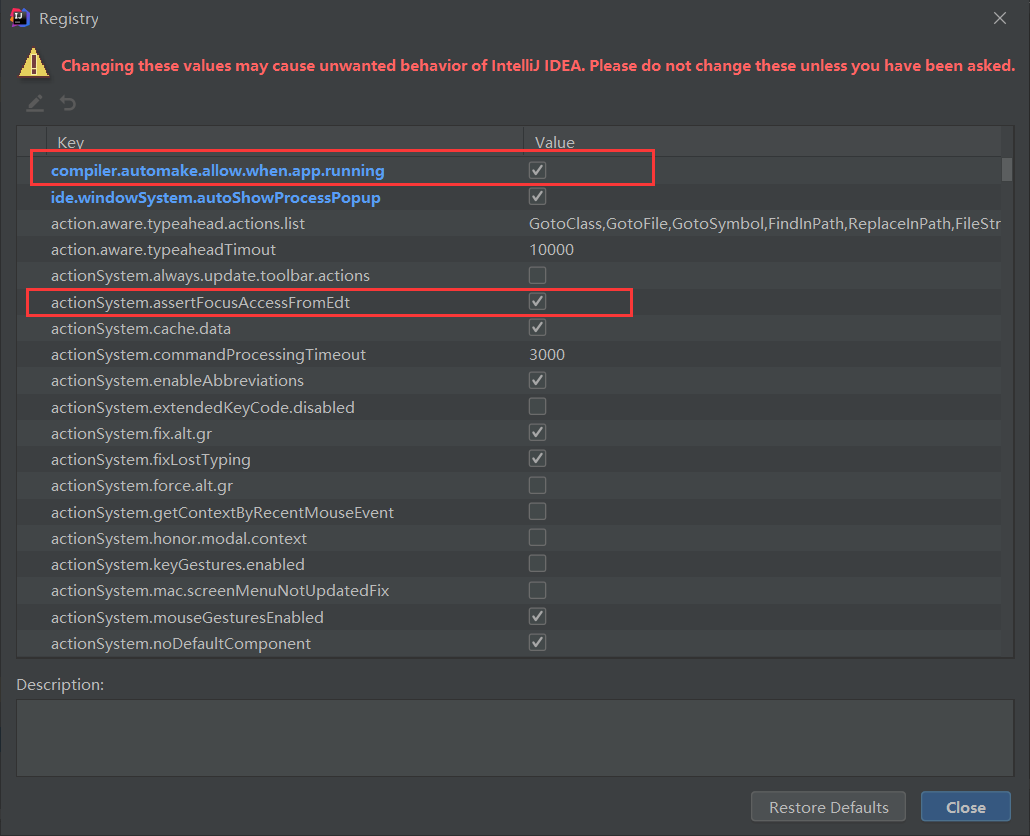 Registry
Changing these values may cause unwanted behavior of IntelliJ IDEA. Please do not change these unless you have been asked.
Key Value
compiler.automake.allow.when.app.running
ide.windowSystem.autoShowProcessPopup
action.aware.typeahead.actions.list GotoClass,GotoFile,GotoSymbol,FindInPath,ReplaceInPath,FileStr
action.aware.typeaheadTimout 10000
actionSystem.always.update.toolbar.actions
actionSystem.assertFocusAccessFromEdt
actionSystem.cache.data
actionSystem.commandProcessingTimeout 3000
actionSystem.enableAbbreviations
actionSystem.extendedKeyCode.disabled
actionSystem.fix.alt.gr
actionSystem.fixLostTyping
actionSystem.force.alt.gr
actionSystem.getContextByRecentMouseEvent
actionSystem.honor.modal.context
actionSystem.keyGestures.enabled
actionSystem.mac.screenMenuNotUpdatedFix
actionSystem.mouseGesturesEnabled
actionSystem.noDefaultComponent
Description:
Restore Defaults Close